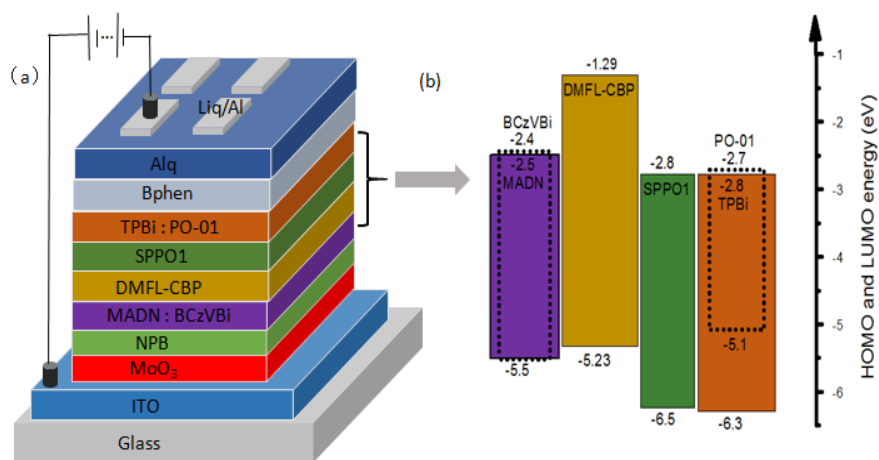 (a)
Liq/Al
Alq
Bphen
TPBi : PO-01
SPPO1
DMFL-CBP
MADN : BCzVBi
NPB
MoO₃
ITO
Glass
(b)
BCzVBi
-2.4
-2.5
MADN
-5.5
-1.29
DMFL-CBP
-5.23
-2.8
SPPO1
-6.5
PO-01
-2.7
-2.8
TPBi
-5.1
-6.3
-1
-2
-3
-4
-5
-6
HOMO and LUMO energy (eV)